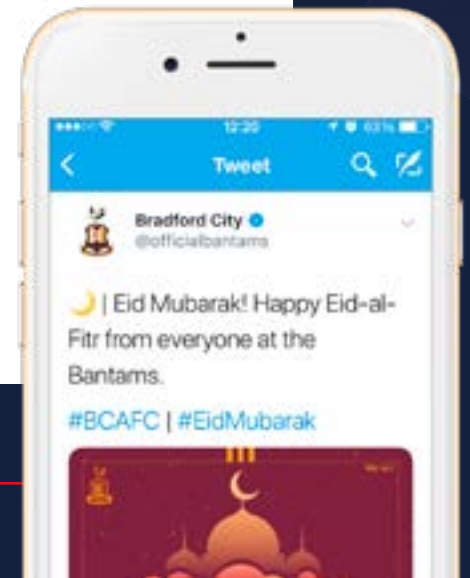 12:20
63%
Tweet
Bradford City
@officialbantams
🌙 | Eid Mubarak! Happy Eid-al-
Fitr from everyone at the
Bantams.
#BCAFC | #EidMubarak